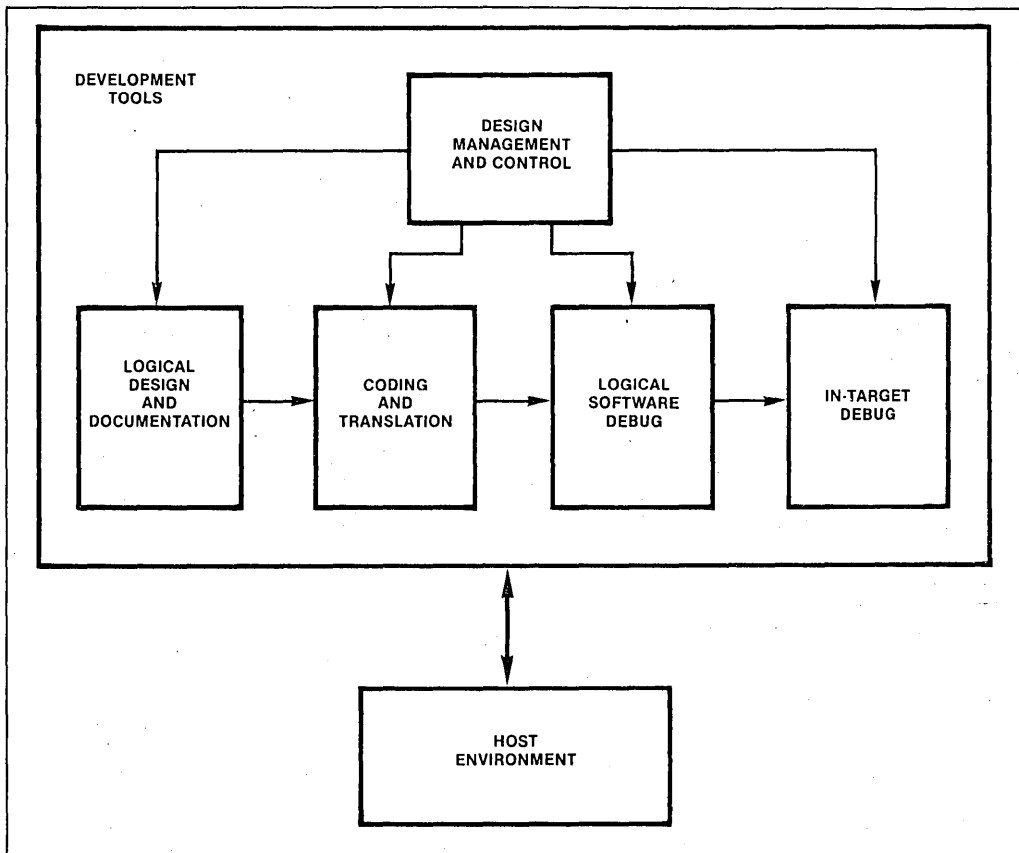 DEVELOPMENT
TOOLS
DESIGN
MANAGEMENT
AND CONTROL
LOGICAL
DESIGN
AND
DOCUMENTATION
CODING
AND
TRANSLATION
LOGICAL
SOFTWARE
DEBUG
IN-TARGET
DEBUG
HOST
ENVIRONMENT